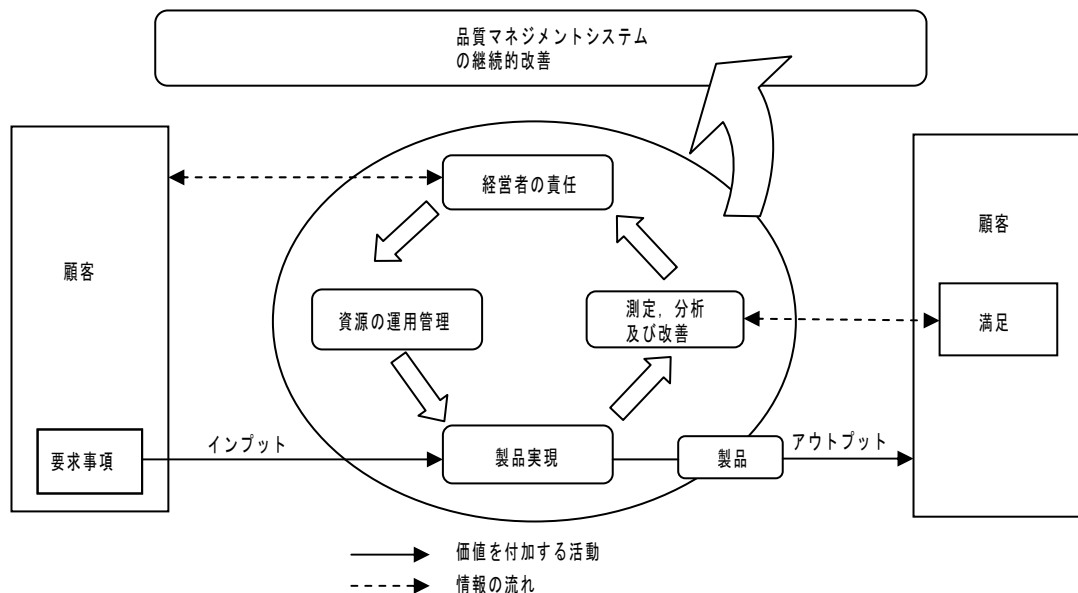 品質マネジメントシステム
の継続的改善
経営者の責任
顧客
顧客
資源の運用管理
測定，分析
及び改善
満足
要求事項
インプット
製品実現
製品
アウトプット
価値を付加する活動
情報の流れ